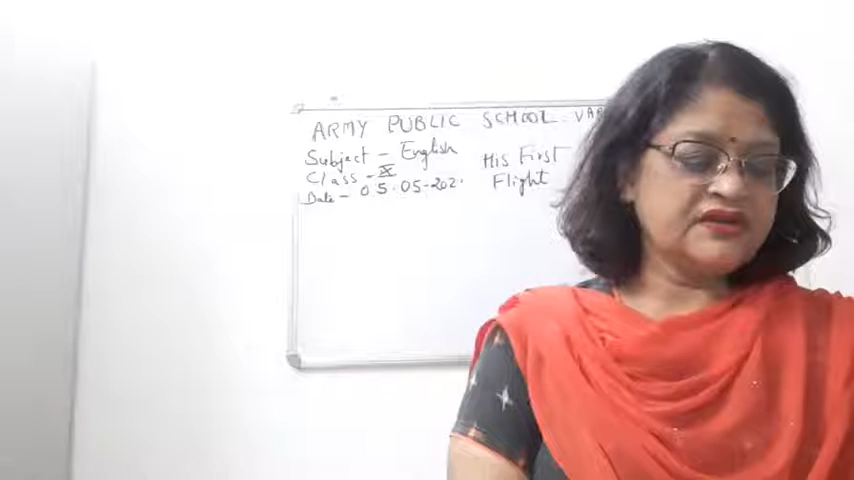 ARMY PUBLIC SCHOOL
Subject - English
Class - X
Date - 05.05.202
His First
Flight